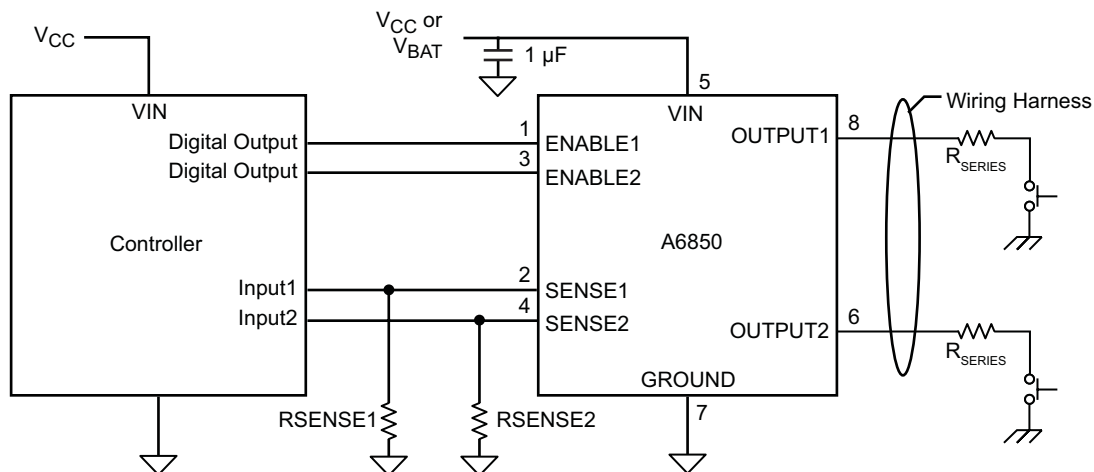 VCC
VCC or
VBAT
1 µF
5
VIN
VIN
Wiring Harness
Digital Output
1
ENABLE1
OUTPUT1
8
Digital Output
3
ENABLE2
RSERIES
Controller
A6850
Input1
2
SENSE1
Input2
4
SENSE2
OUTPUT2
6
RSERIES
GROUND
RSENSE1
RSENSE2
7